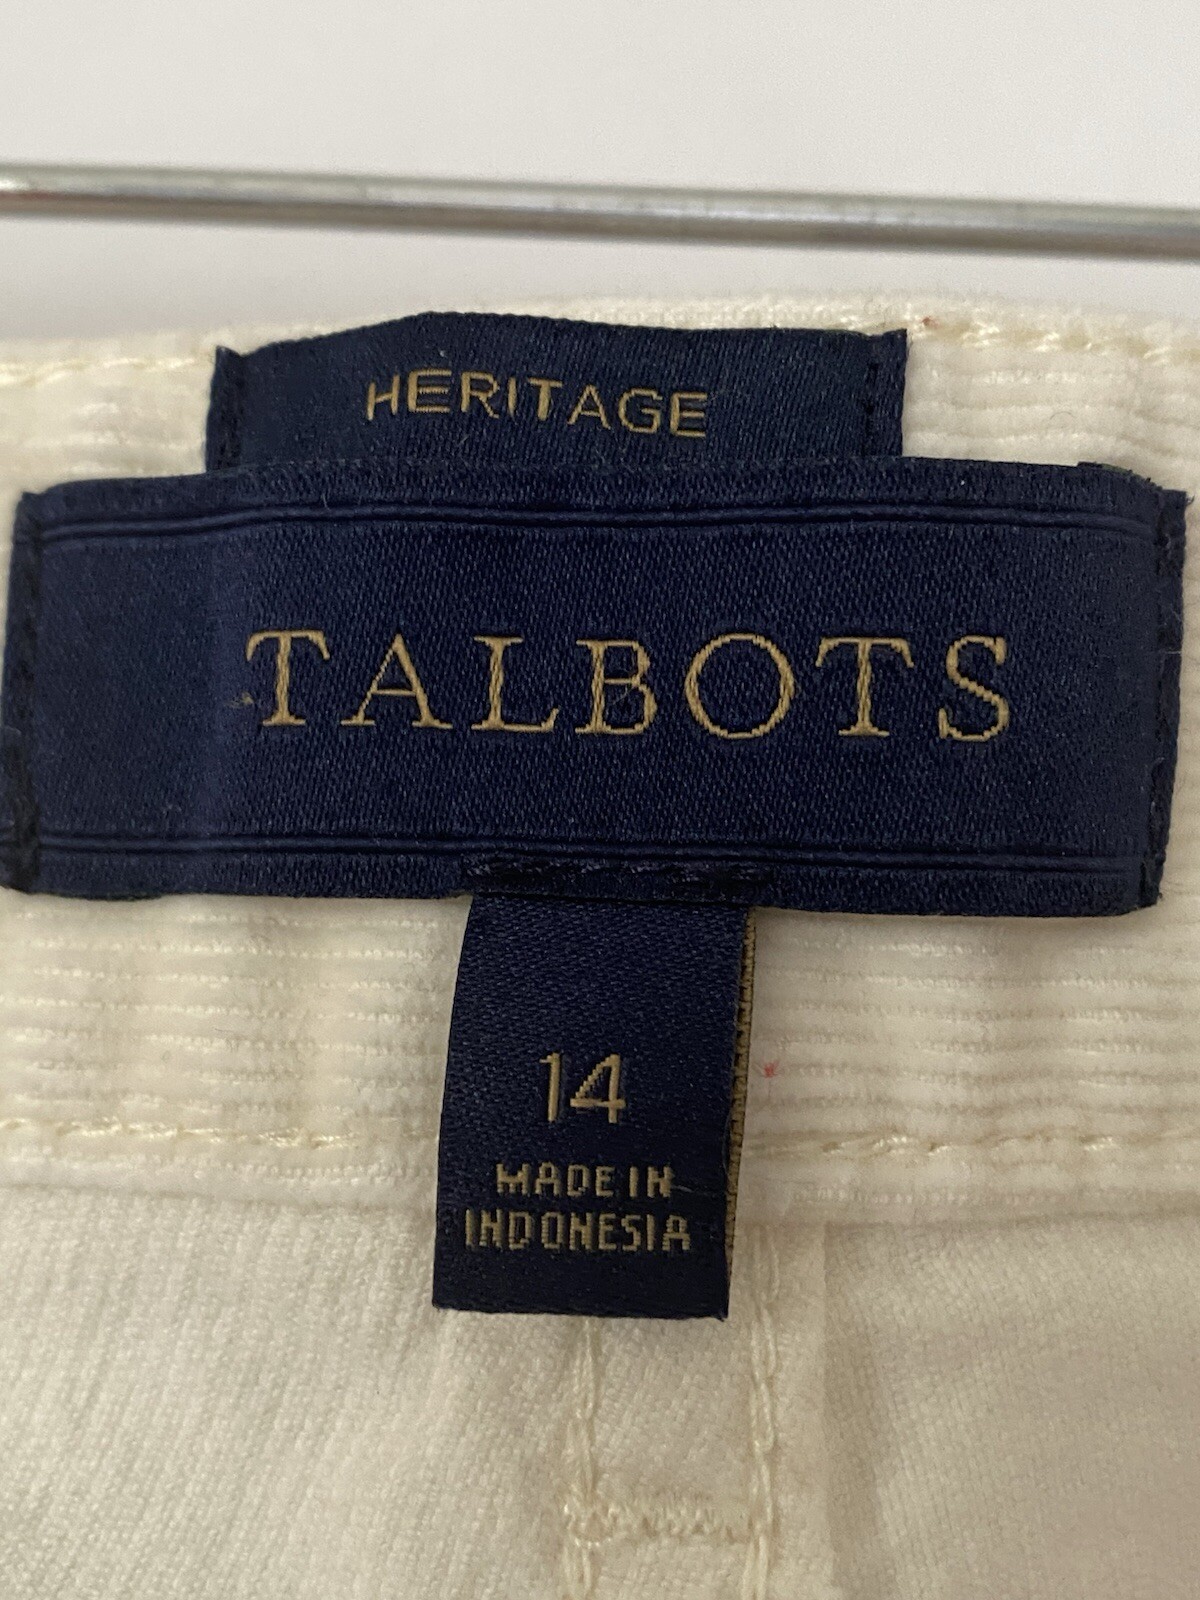 HERITAGE
TALBOTS
14
MADE IN
INDONESIA